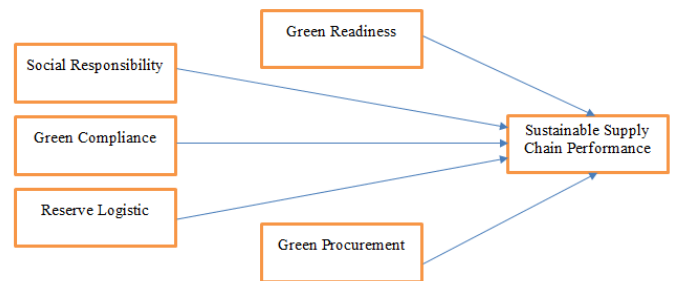 Green Readiness
Social Responsibility
Green Compliance
Sustainable Supply
Chain Performance
Reserve Logistic
Green Procurement